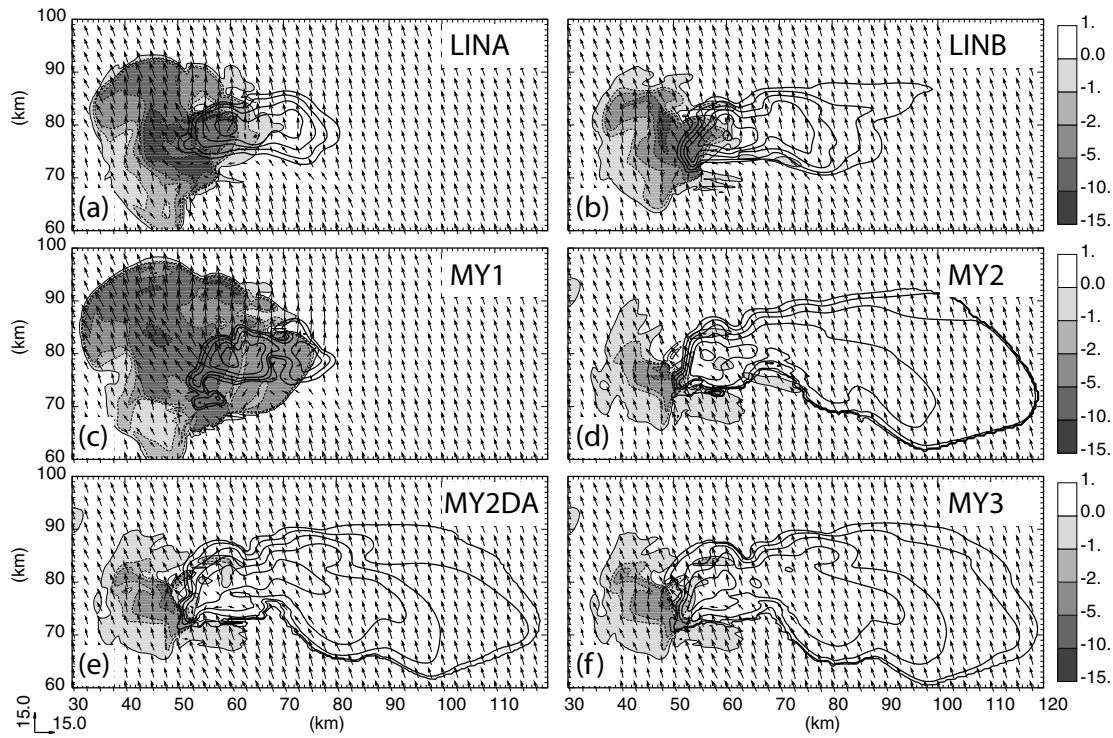 100
90
80
70
60
(km)
LINA
(a)
LINB
(b)
1.
0.0
-1.
-2.
-5.
-10.
-15.
100
90
80
70
60
(km)
MY1
(c)
MY2
(d)
1.
0.0
-1.
-2.
-5.
-10.
-15.
100
90
80
70
60
(km)
MY2DA
(e)
MY3
(f)
1.
0.0
-1.
-2.
-5.
-10.
-15.
30 40 50 60 70 80 90 100 110
(km)
30 40 50 60 70 80 90 100 110 120
(km)
15.0
15.0